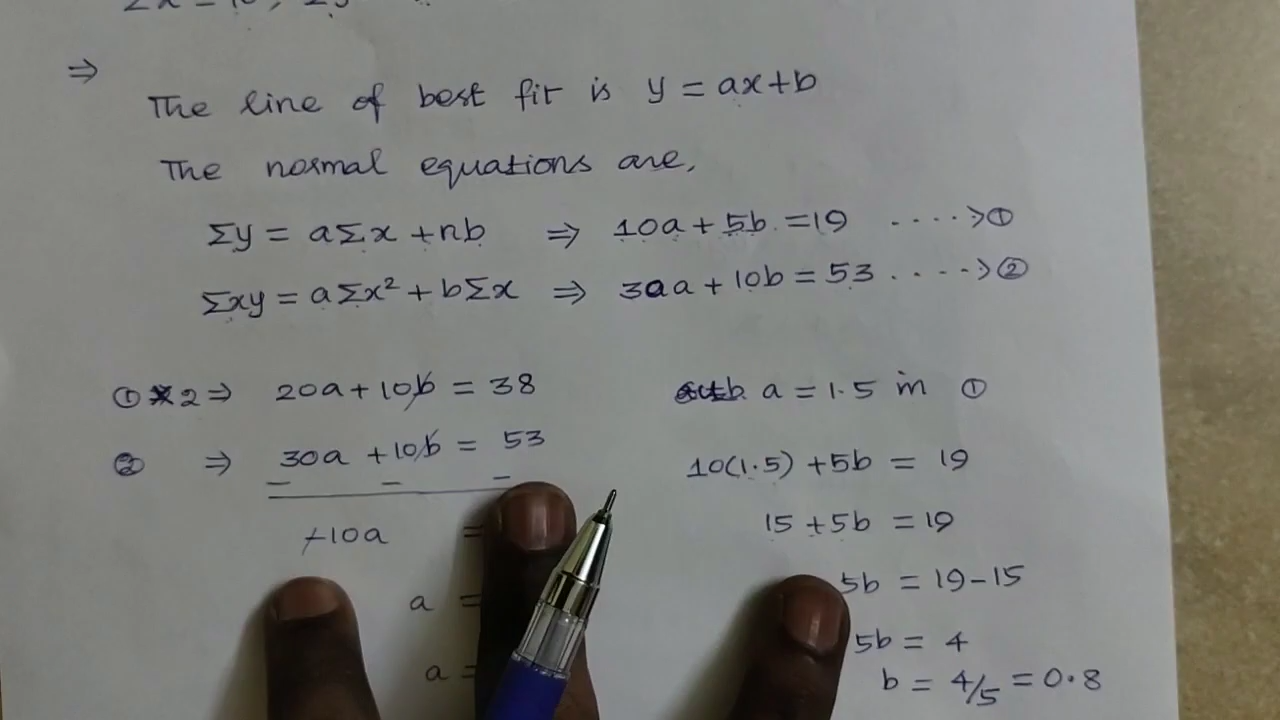 ⇒
The line of best fit is y = ax+b
The normal equations are,
Σy = aΣx + nb ⇒ 10a + 5b = 19 ....>①
Σxy = aΣx² + bΣx ⇒ 30a + 10b = 53 ....>②
①×2 ⇒ 20a + 10b = 38
② ⇒ 30a + 10b = 53
− − −
+10a =
a =
a =
sub. a = 1.5 in ①
10(1.5) + 5b = 19
15 + 5b = 19
5b = 19-15
5b = 4
b = 4/5 = 0.8